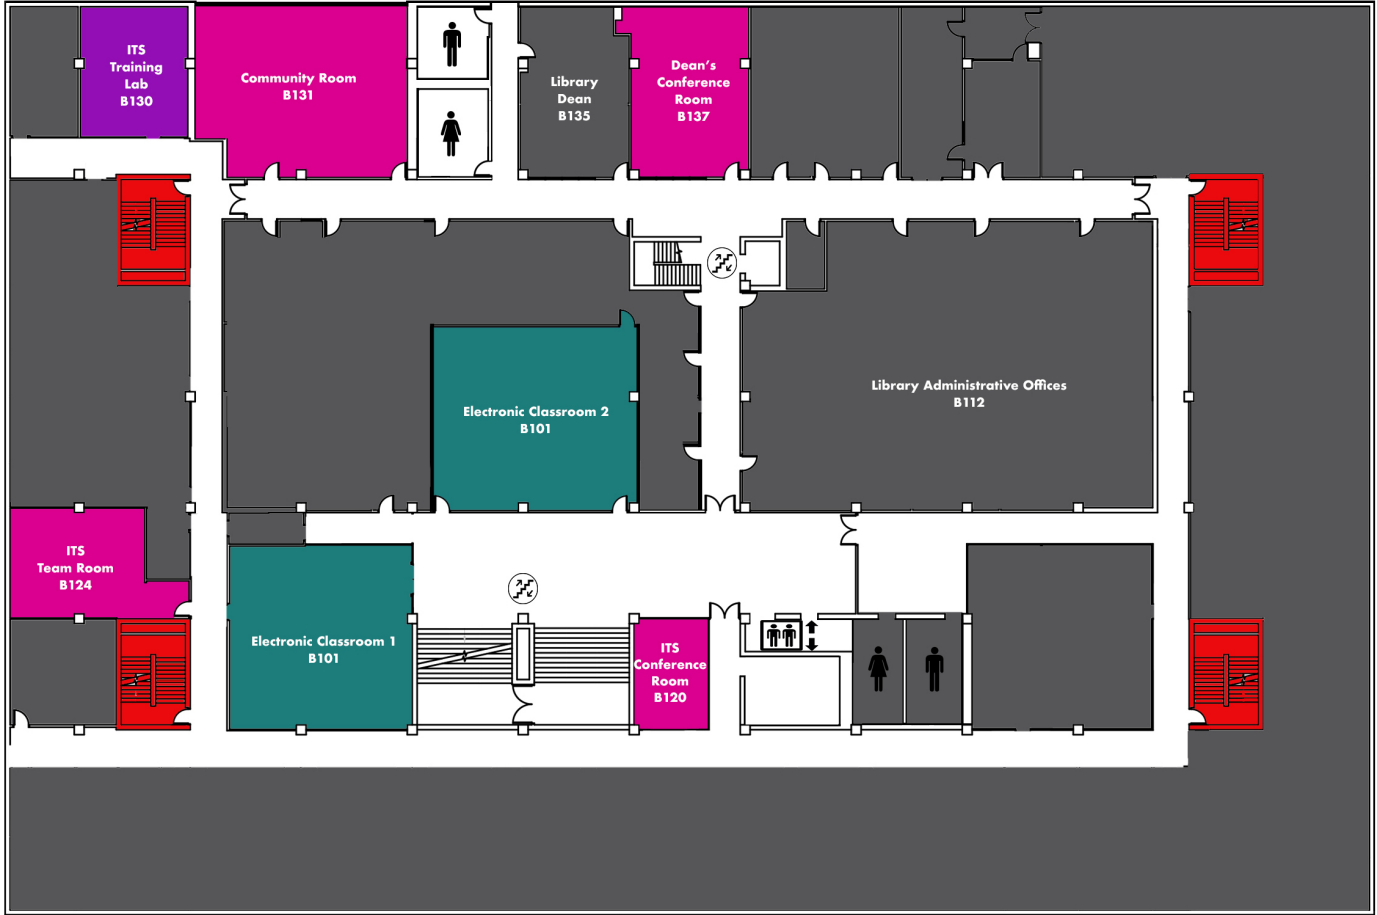 ITS
Training
Lab
B130
Community Room
B131
Library
Dean
B135
Dean's
Conference
Room
B137
Electronic Classroom 2
B101
Library Administrative Offices
B112
ITS
Team Room
B124
Electronic Classroom 1
B101
ITS
Conference
Room
B120